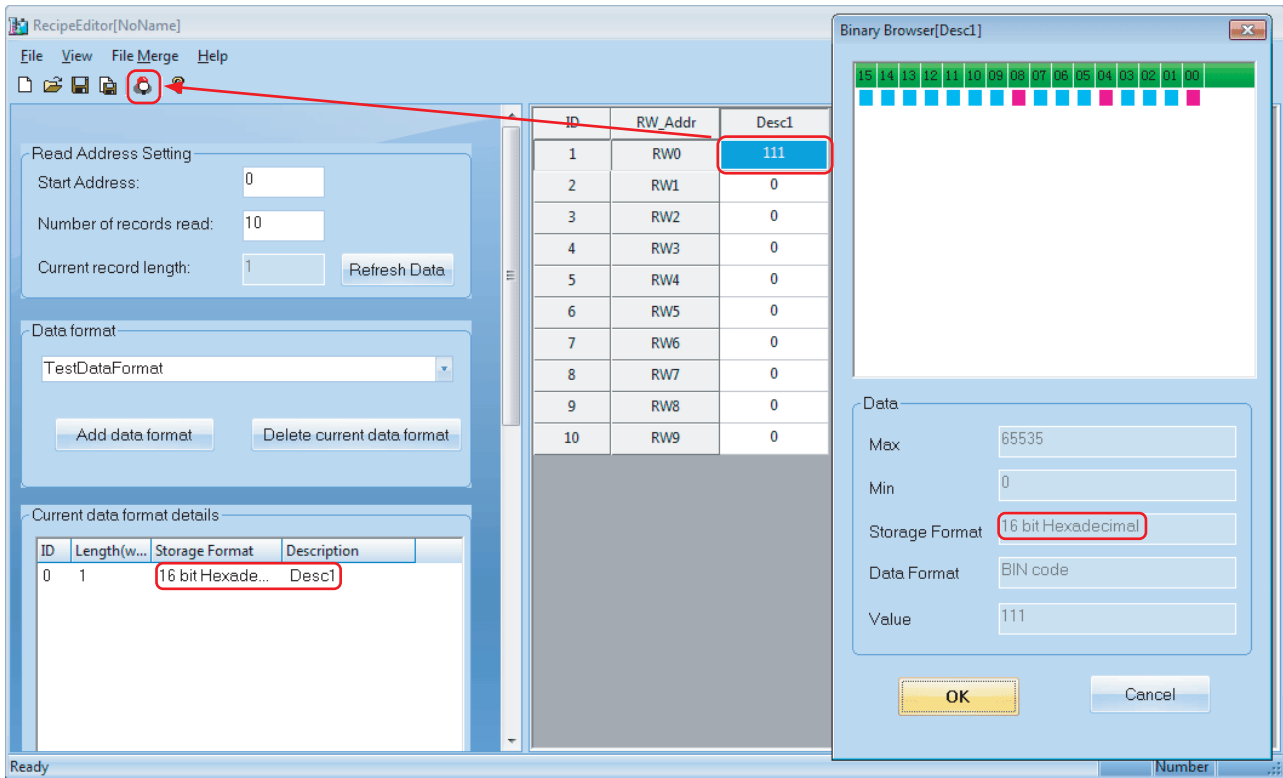 RecipeEditor[NoName]
File View File Merge Help
Read Address Setting
Start Address: 0
Number of records read: 10
Current record length: 1 Refresh Data
Data format
TestDataFormat
Add data format Delete current data format
Current data format details
ID Length(w... Storage Format Description
0 1 16 bit Hexade... Desc1
ID RW_Addr Desc1
1 RW0 111
2 RW1 0
3 RW2 0
4 RW3 0
5 RW4 0
6 RW5 0
7 RW6 0
8 RW7 0
9 RW8 0
10 RW9 0
Binary Browser[Desc1]
15 14 13 12 11 10 09 08 07 06 05 04 03 02 01 00
Data
Max 65535
Min 0
Storage Format 16 bit Hexadecimal
Data Format BIN code
Value 111
OK Cancel
Ready Number